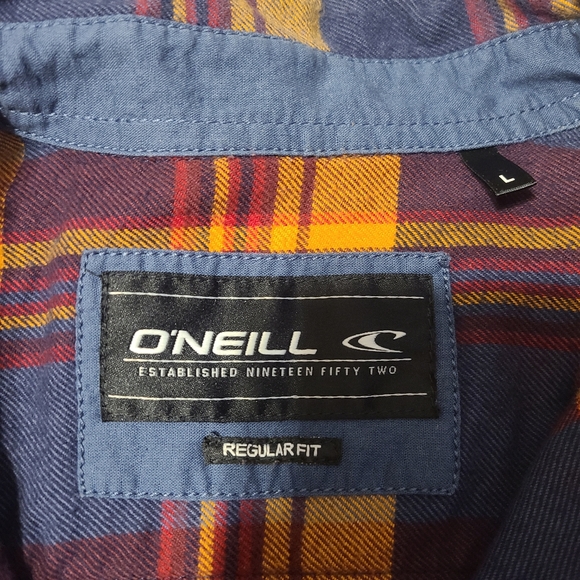 L
O'NEILL
ESTABLISHED NINETEEN FIFTY TWO
REGULAR FIT